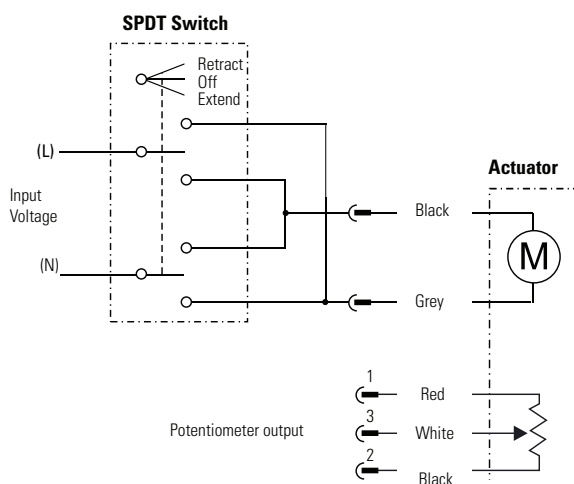 SPDT Switch
Retract
Off
Extend
(L)
Input
Voltage
(N)
Actuator
Black
M
Grey
1
Red
3
Potentiometer output
White
2
Black